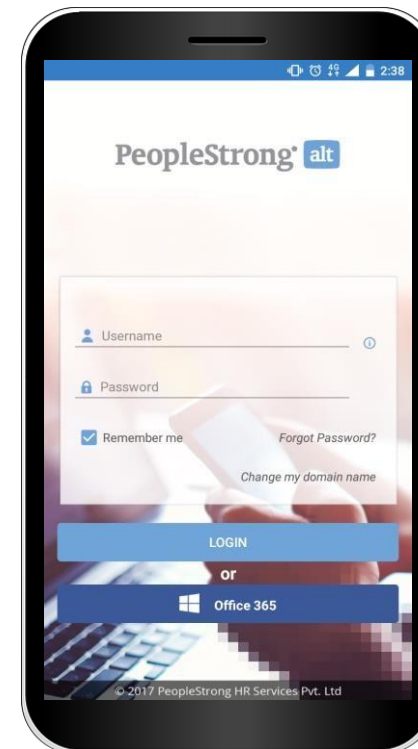 4G 2:38
PeopleStrong alt
Username
Password
Remember me Forgot Password?
Change my domain name
LOGIN
or
Office 365
© 2017 PeopleStrong HR Services Pvt. Ltd